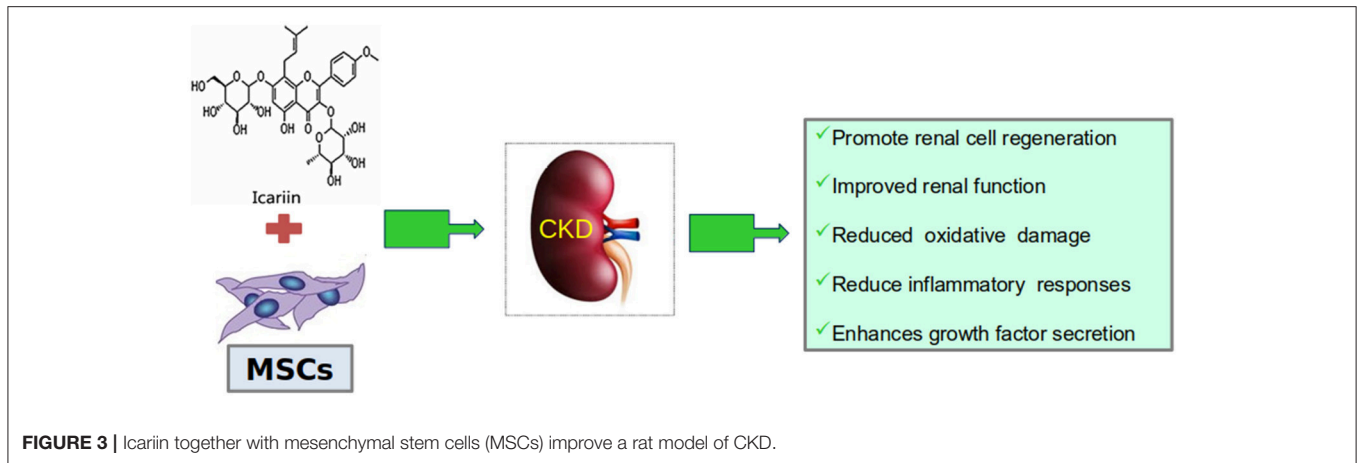 O
HO
O
O
O
O
HO
OH
OH
OH
O
O
OH
O
OH
OH
OH
Icariin
MSCs
CKD
✓Promote renal cell regeneration
✓Improved renal function
✓Reduced oxidative damage
✓Reduce inflammatory responses
✓Enhances growth factor secretion
FIGURE 3 | Icariin together with mesenchymal stem cells (MSCs) improve a rat model of CKD.